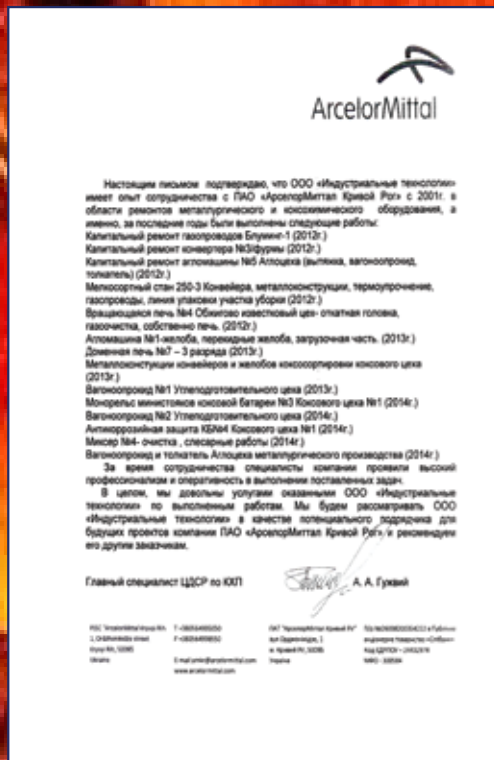 ArcelorMittal
Настоящим письмом подтверждаю, что ООО «Индустриальные технологии»
имеет опыт сотрудничества с ПАО «АрселорМиттал Кривой Рог» с 2001г. в
области ремонтов металлургического и коксохимического оборудования, а
именно, за последние годы были выполнены следующие работы:
Капитальный ремонт газопроводов Блуминг-1 (2012г.)
Капитальный ремонт конвертера №3(фурмы (2012г.)
Капитальный ремонт агломашины №5 Аглоцеха (вытяжка, вагоноопрокид,
толкатель) (2012г.)
Мелкосортный стан 250-3 Конвейера, металлоконструкции, термоупрочнение,
газопроводы, линия упаковки участка уборки (2012г.)
Вращающаяся печь №4 Обжигово известковый цех- откатная головка,
газоочистка, собственно печь. (2012г.)
Агломашина №1-желоба, перекидные желоба, загрузочная часть. (2013г.)
Доменная печь №7 – 3 разряда (2013г.)
Металлоконстукции конвейеров и желобов коксосортировки коксового цеха
(2013г.)
Вагоноопрокид №1 Углеподготовительного цеха (2013г.)
Монорельс министояков коксовой батареи №3 Коксового цеха №1 (2014г.)
Вагоноопрокид №2 Углеподготовительного цеха (2014г.)
Антикоррозийная защита КБ№4 Коксового цеха №1 (2014г.)
Миксер №4- очистка , слесарные работы (2014г.)
Вагоноопрокид и толкатель Аглоцеха металлургического производства (2014г.)
За время сотрудничества специалисты компании проявили высокий
профессионализм и оперативность в выполнении поставленных задач.
В целом, мы довольны услугами оказанными ООО «Индустриальные
технологии» по выполненным работам. Мы будем рассматривать ООО
«Индустриальные технологии» в качестве потенциального подрядчика для
будущих проектов компании ПАО «АрселорМиттал Кривой Рог» и рекомендуем
его другим заказчикам.
Главный специалист ЦДСР по КХП А. А. Гужвий
Ukraine
Україна
www.arcelormittal.com